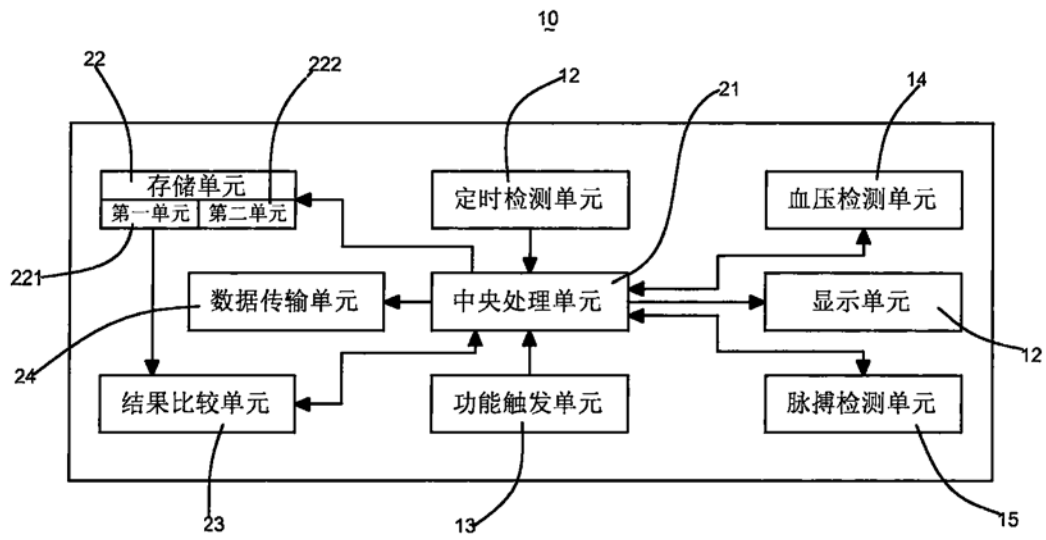 10
22
222
12
21
14
存储单元
定时检测单元
血压检测单元
第一单元
第二单元
221
数据传输单元
中央处理单元
显示单元
24
12
结果比较单元
功能触发单元
脉搏检测单元
23
13
15